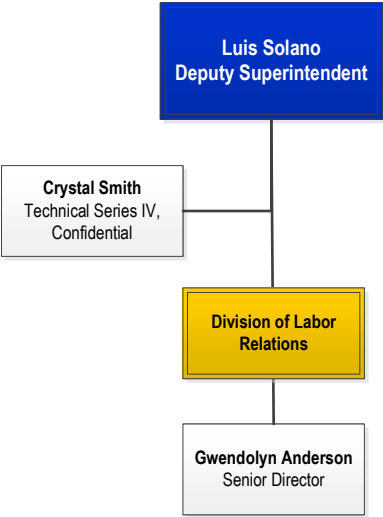 Luis Solano
Deputy Superintendent
Crystal Smith
Technical Series IV,
Confidential
Division of Labor
Relations
Gwendolyn Anderson
Senior Director